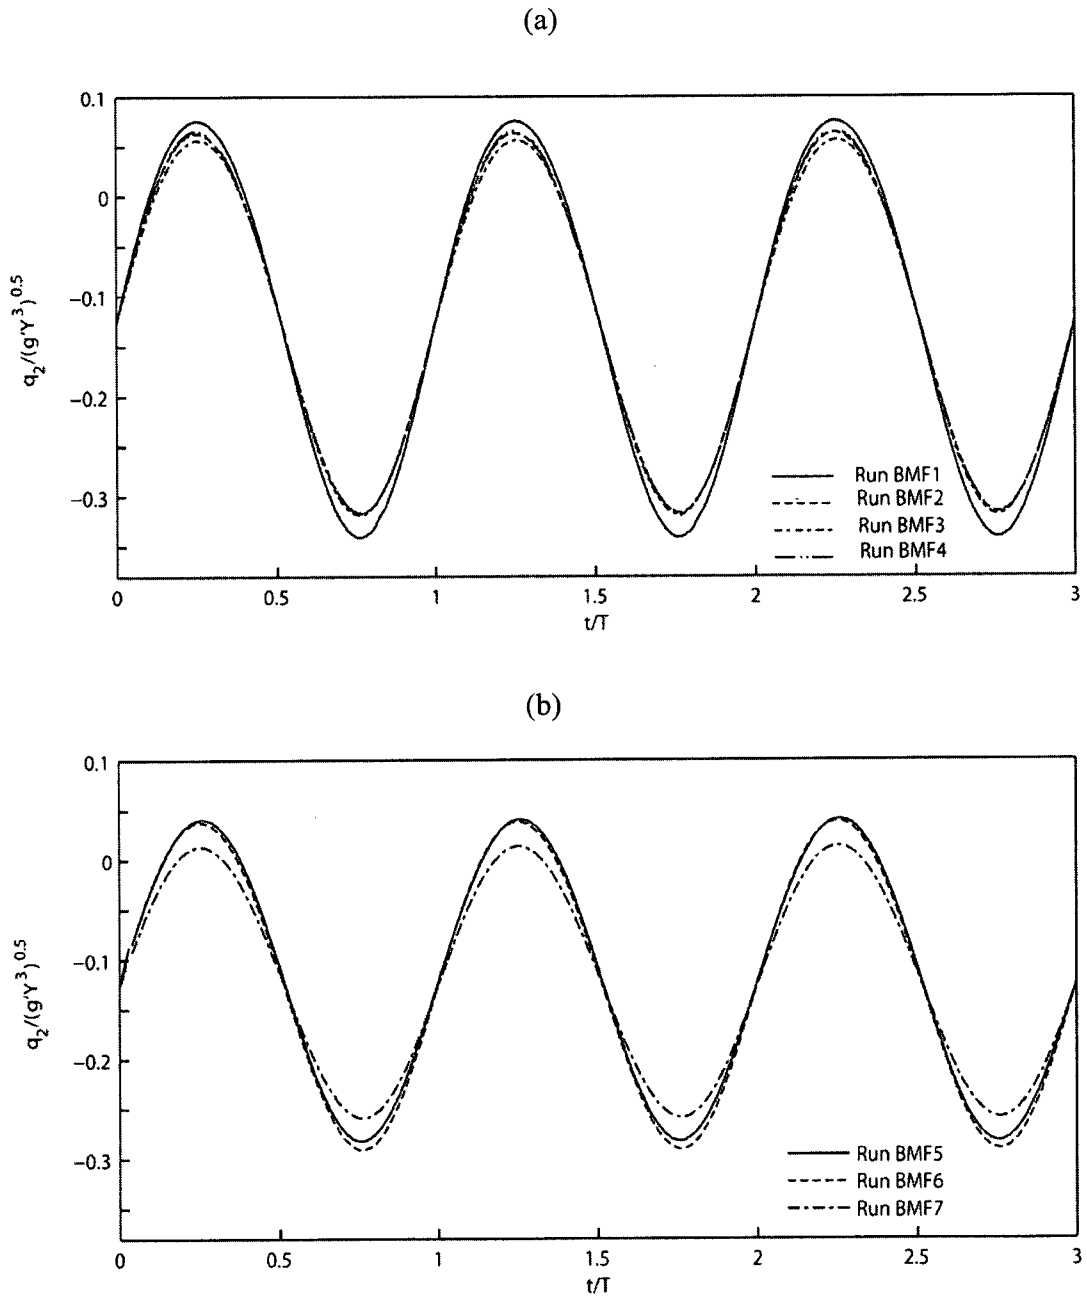 (a)
0.1
0
−0.1
−0.2
−0.3
q2/(g'Y^3)^0.5
Run BMF1
Run BMF2
Run BMF3
Run BMF4
0 0.5 1 1.5 2 2.5 3
t/T
(b)
0.1
0
−0.1
−0.2
−0.3
q2/(g'Y^3)^0.5
Run BMF5
Run BMF6
Run BMF7
0 0.5 1 1.5 2 2.5 3
t/T